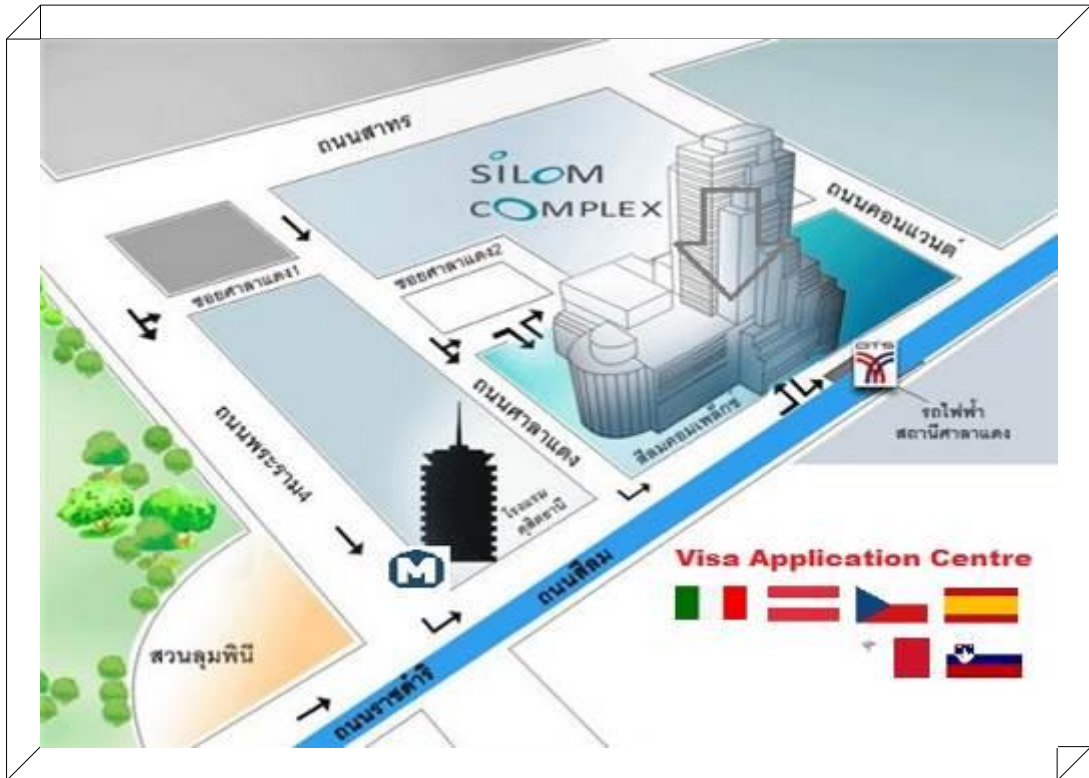 ถนนสาทร
SILOM
COMPLEX
ถนนคอนแวนต์
ซอยศาลาแดง1
ซอยศาลาแดง2
BTS
รถไฟฟ้า
สถานีศาลาแดง
ถนนศาลาแดง
สีลมคอมเพล็กซ
ถนนพระราม4
โรงแรม
ดุสิตธานี
M
ถนนสีลม
Visa Application Centre
สวนลุมพินี
ถนนราชดำริ